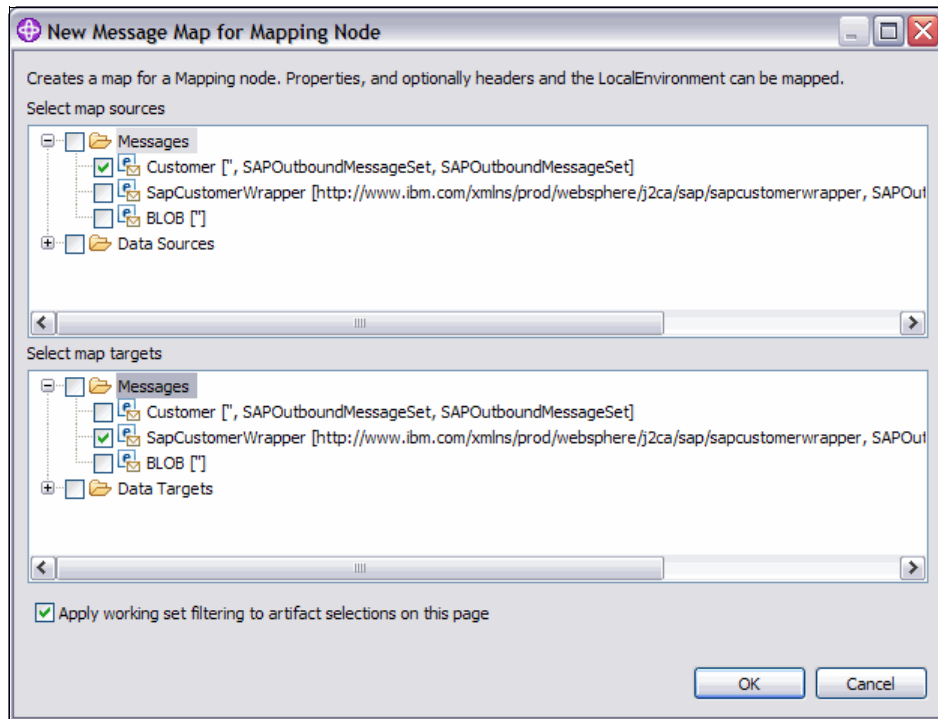 New Message Map for Mapping Node
Creates a map for a Mapping node. Properties, and optionally headers and the LocalEnvironment can be mapped.
Select map sources
Messages
Customer [", SAPOutboundMessageSet, SAPOutboundMessageSet]
SapCustomerWrapper [http://www.ibm.com/xmlns/prod/websphere/j2ca/sap/sapcustomerwrapper, SAPOut
BLOB ["]
Data Sources
Select map targets
Messages
Customer [", SAPOutboundMessageSet, SAPOutboundMessageSet]
SapCustomerWrapper [http://www.ibm.com/xmlns/prod/websphere/j2ca/sap/sapcustomerwrapper, SAPOut
BLOB ["]
Data Targets
Apply working set filtering to artifact selections on this page
OK Cancel